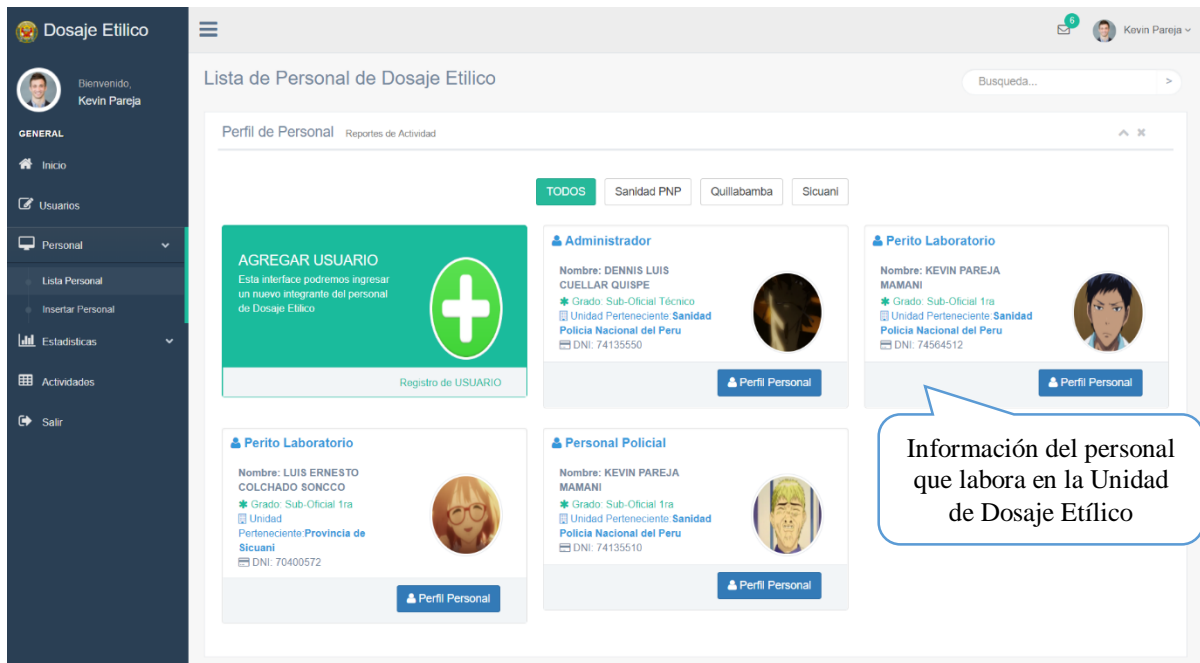 Dosaje Etilico
6
Kevin Pareja
Bienvenido,
Kevin Pareja
GENERAL
Inicio
Usuarios
Personal
Lista Personal
Insertar Personal
Estadisticas
Actividades
Salir
Lista de Personal de Dosaje Etilico
Busqueda...
>
Perfil de Personal Reportes de Actividad
TODOS
Sanidad PNP
Quillabamba
Sicuani
AGREGAR USUARIO
Esta interface podremos ingresar
un nuevo integrante del personal
de Dosaje Etilico
Registro de USUARIO
Administrador
Nombre: DENNIS LUIS
CUELLAR QUISPE
Grado: Sub-Oficial Técnico
Unidad Perteneciente:Sanidad
Policia Nacional del Peru
DNI: 74135550
Perfil Personal
Perito Laboratorio
Nombre: KEVIN PAREJA
MAMANI
Grado: Sub-Oficial 1ra
Unidad Perteneciente:Sanidad
Policia Nacional del Peru
DNI: 74564512
Perfil Personal
Información del personal
que labora en la Unidad
de Dosaje Etílico
Perito Laboratorio
Nombre: LUIS ERNESTO
COLCHADO SONCCO
Grado: Sub-Oficial 1ra
Unidad
Perteneciente:Provincia de
Sicuani
DNI: 70400572
Perfil Personal
Personal Policial
Nombre: KEVIN PAREJA
MAMANI
Grado: Sub-Oficial 1ra
Unidad Perteneciente:Sanidad
Policia Nacional del Peru
DNI: 74135510
Perfil Personal